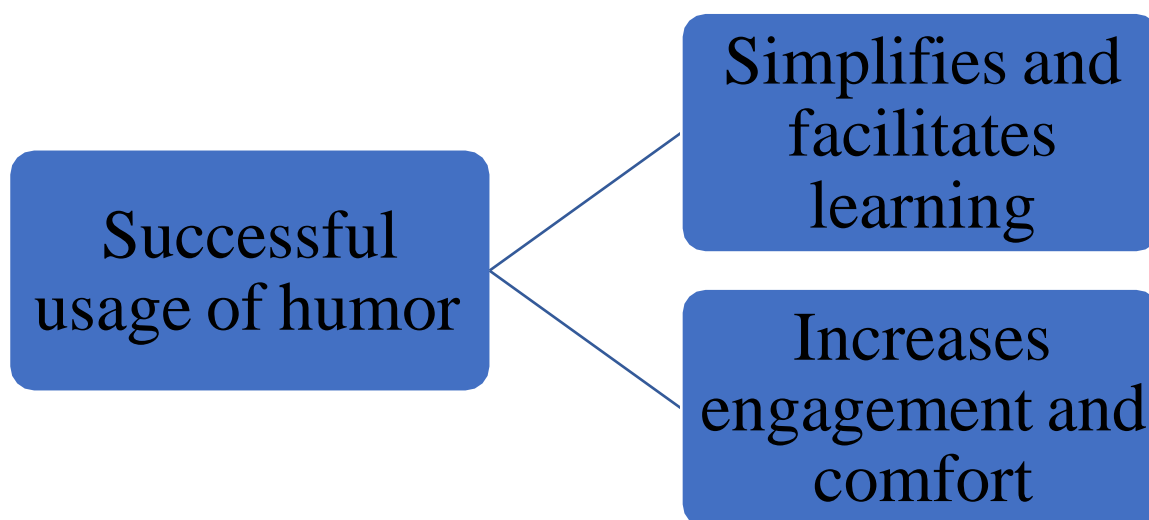 Successful
usage of humor
Simplifies and
facilitates
learning
Increases
engagement and
comfort